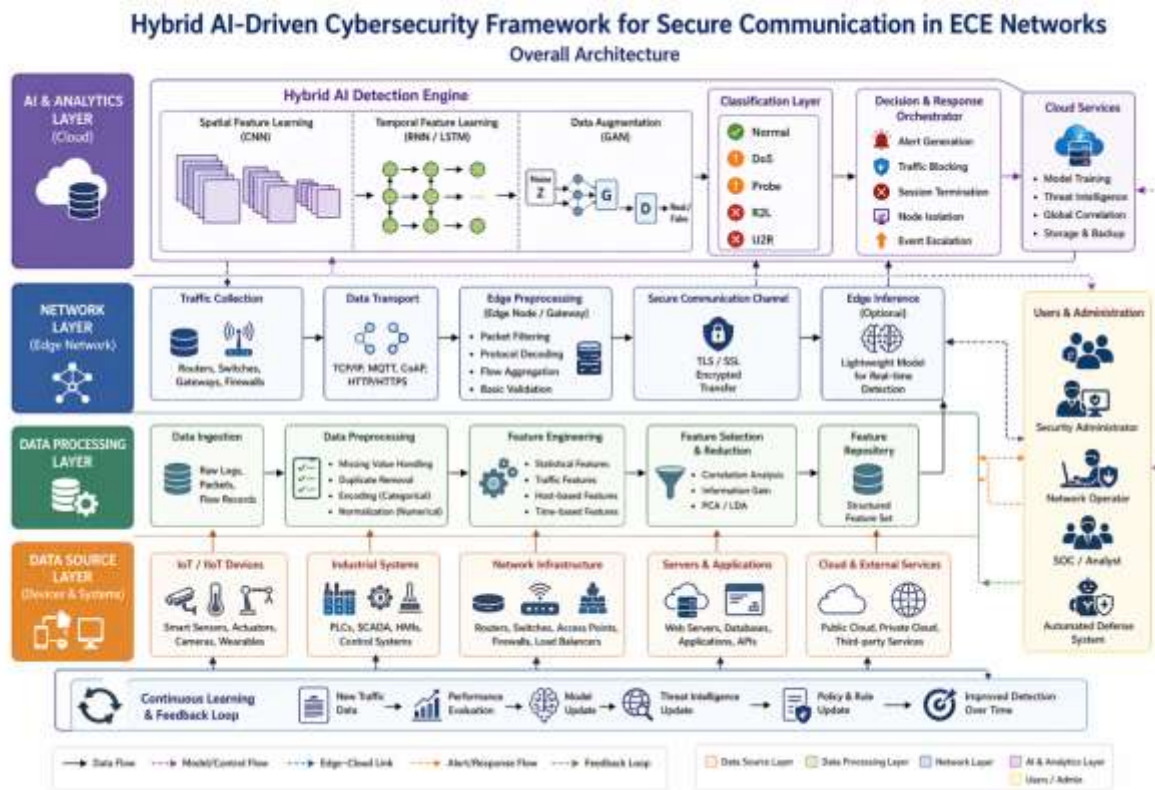 Hybrid AI-Driven Cybersecurity Framework for Secure Communication in ECE Networks
Overall Architecture
AI & ANALYTICS
LAYER
(Cloud)
Hybrid AI Detection Engine
Spatial Feature Learning
(CNN)
Temporal Feature Learning
(RNN / LSTM)
Data Augmentation
(GAN)
Noise
Z
G
D
Real /
Fake
Classification Layer
Normal
DoS
Probe
R2L
U2R
Decision & Response
Orchestrator
Alert Generation
Traffic Blocking
Session Termination
Node Isolation
Event Escalation
Cloud Services
• Model Training
• Threat Intelligence
• Global Correlation
• Storage & Backup
NETWORK
LAYER
(Edge Network)
Traffic Collection
Routers, Switches,
Gateways, Firewalls
Data Transport
TCP/IP, MQTT, CoAP,
HTTP/HTTPS
Edge Preprocessing
(Edge Node / Gateway)
• Packet Filtering
• Protocol Decoding
• Flow Aggregation
• Basic Validation
Secure Communication Channel
TLS / SSL
Encrypted
Transfer
Edge Inference
(Optional)
Lightweight Model
for Real-time
Detection
Users & Administration
Security Administrator
Network Operator
SOC / Analyst
Automated Defense
System
DATA PROCESSING
LAYER
Data Ingestion
Raw Logs,
Packets,
Flow Records
Data Preprocessing
• Missing Value Handling
• Duplicate Removal
• Encoding (Categorical)
• Normalization (Numerical)
Feature Engineering
• Statistical Features
• Traffic Features
• Host-based Features
• Time-based Features
Feature Selection
& Reduction
• Correlation Analysis
• Information Gain
• PCA / LDA
Feature
Repository
Structured
Feature Set
DATA SOURCE
LAYER
(Devices & Systems)
IoT / IIoT Devices
Smart Sensors, Actuators,
Cameras, Wearables
Industrial Systems
PLCs, SCADA, HMIs,
Control Systems
Network Infrastructure
Routers, Switches, Access Points,
Firewalls, Load Balancers
Servers & Applications
Web Servers, Databases,
Applications, APIs
Cloud & External Services
Public Cloud, Private Cloud,
Third-party Services
Continuous Learning
& Feedback Loop
New Traffic
Data
Performance
Evaluation
Model
Update
Threat Intelligence
Update
Policy & Rule
Update
Improved Detection
Over Time
Data Flow
Model/Control Flow
Edge-Cloud Link
Alert/Response Flow
Feedback Loop
Data Source Layer
Data Processing Layer
Network Layer
AI & Analytics Layer
Users / Admin